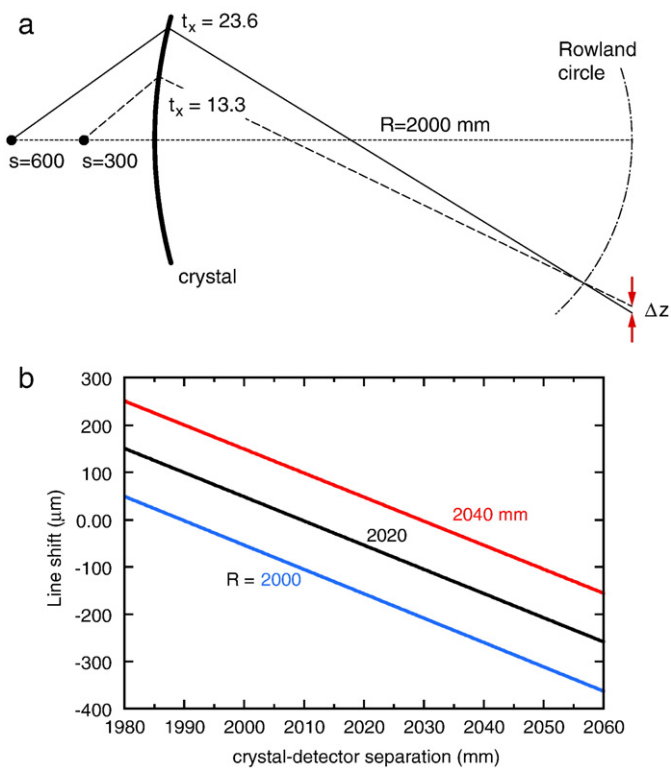 a
t_x = 23.6
Rowland
circle
t_x = 13.3
R=2000 mm
s=600
s=300
crystal
Δz
b
300
200
100
0.00
-100
-200
-300
-400
Line shift (μm)
2040 mm
2020
R = 2000
1980 1990 2000 2010 2020 2030 2040 2050 2060
crystal-detector separation (mm)